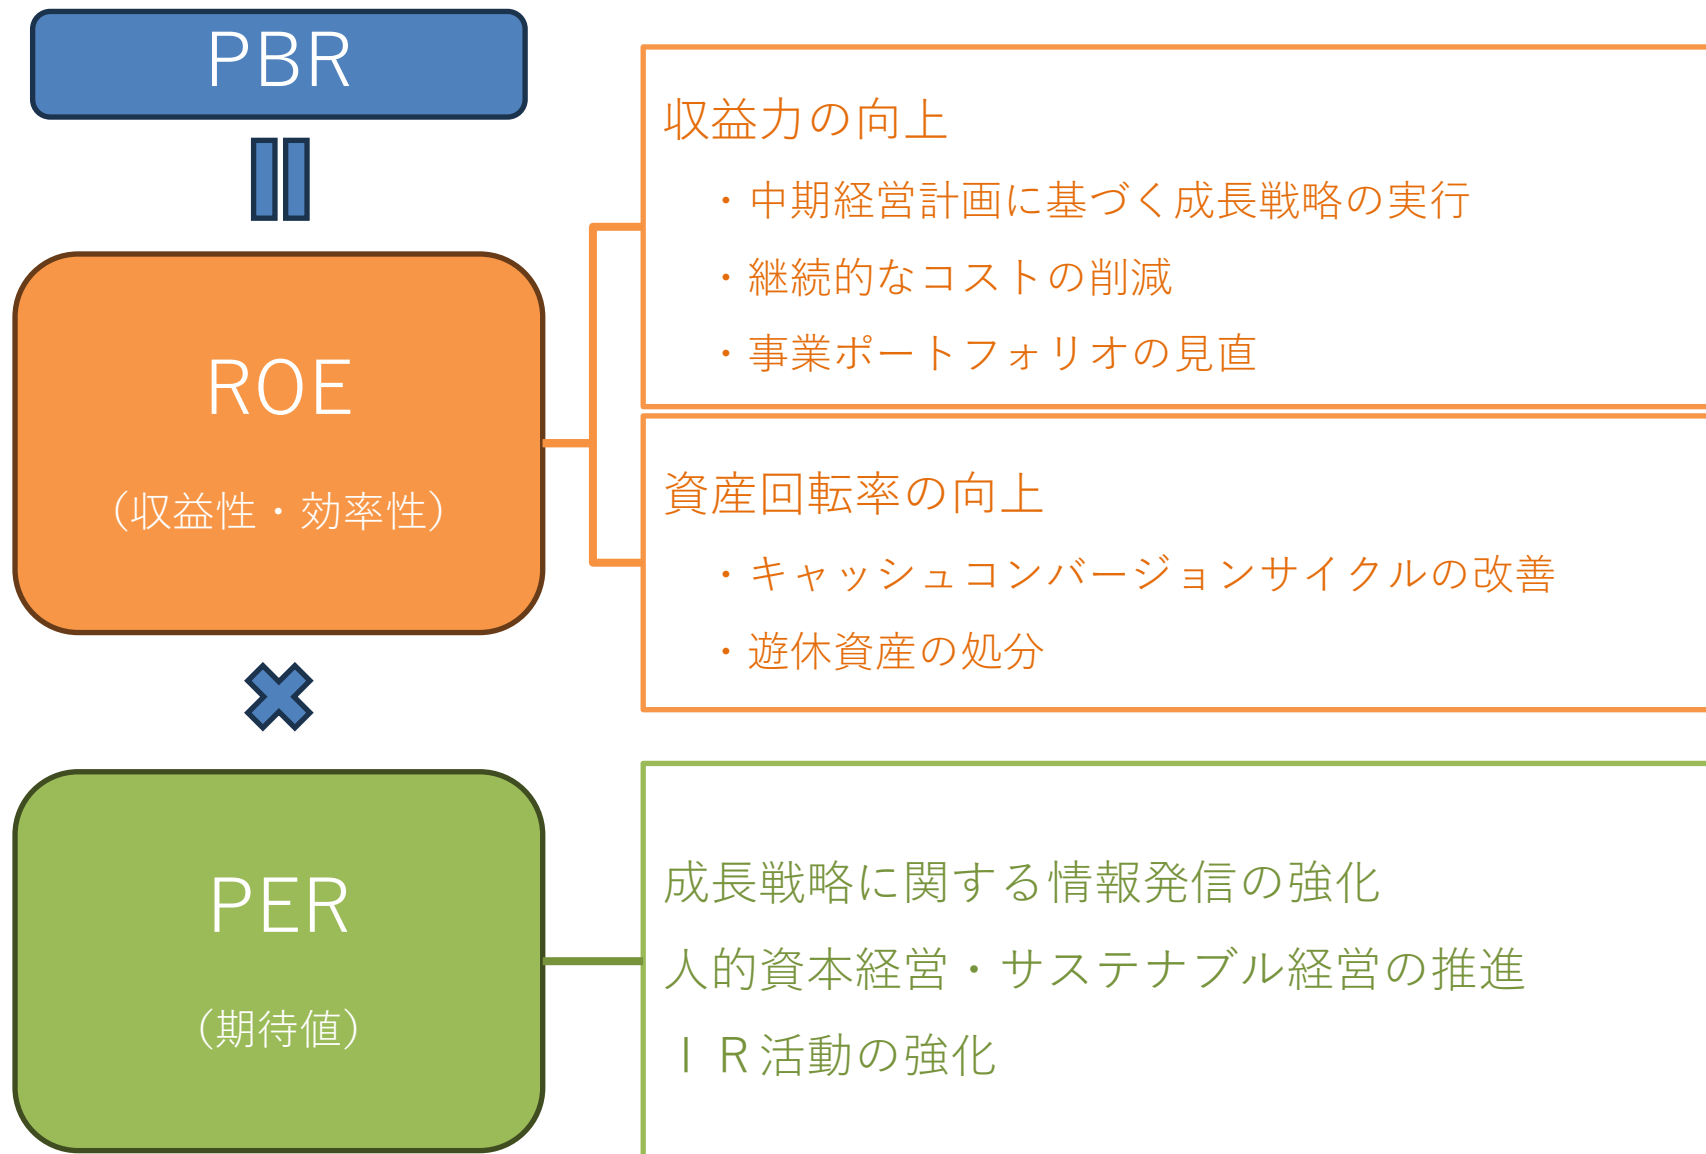 PBR
ROE
（収益性・効率性）
収益力の向上
・中期経営計画に基づく成長戦略の実行
・継続的なコストの削減
・事業ポートフォリオの見直
資産回転率の向上
・キャッシュコンバージョンサイクルの改善
・遊休資産の処分
PER
（期待値）
成長戦略に関する情報発信の強化
人的資本経営・サステナブル経営の推進
ＩＲ活動の強化